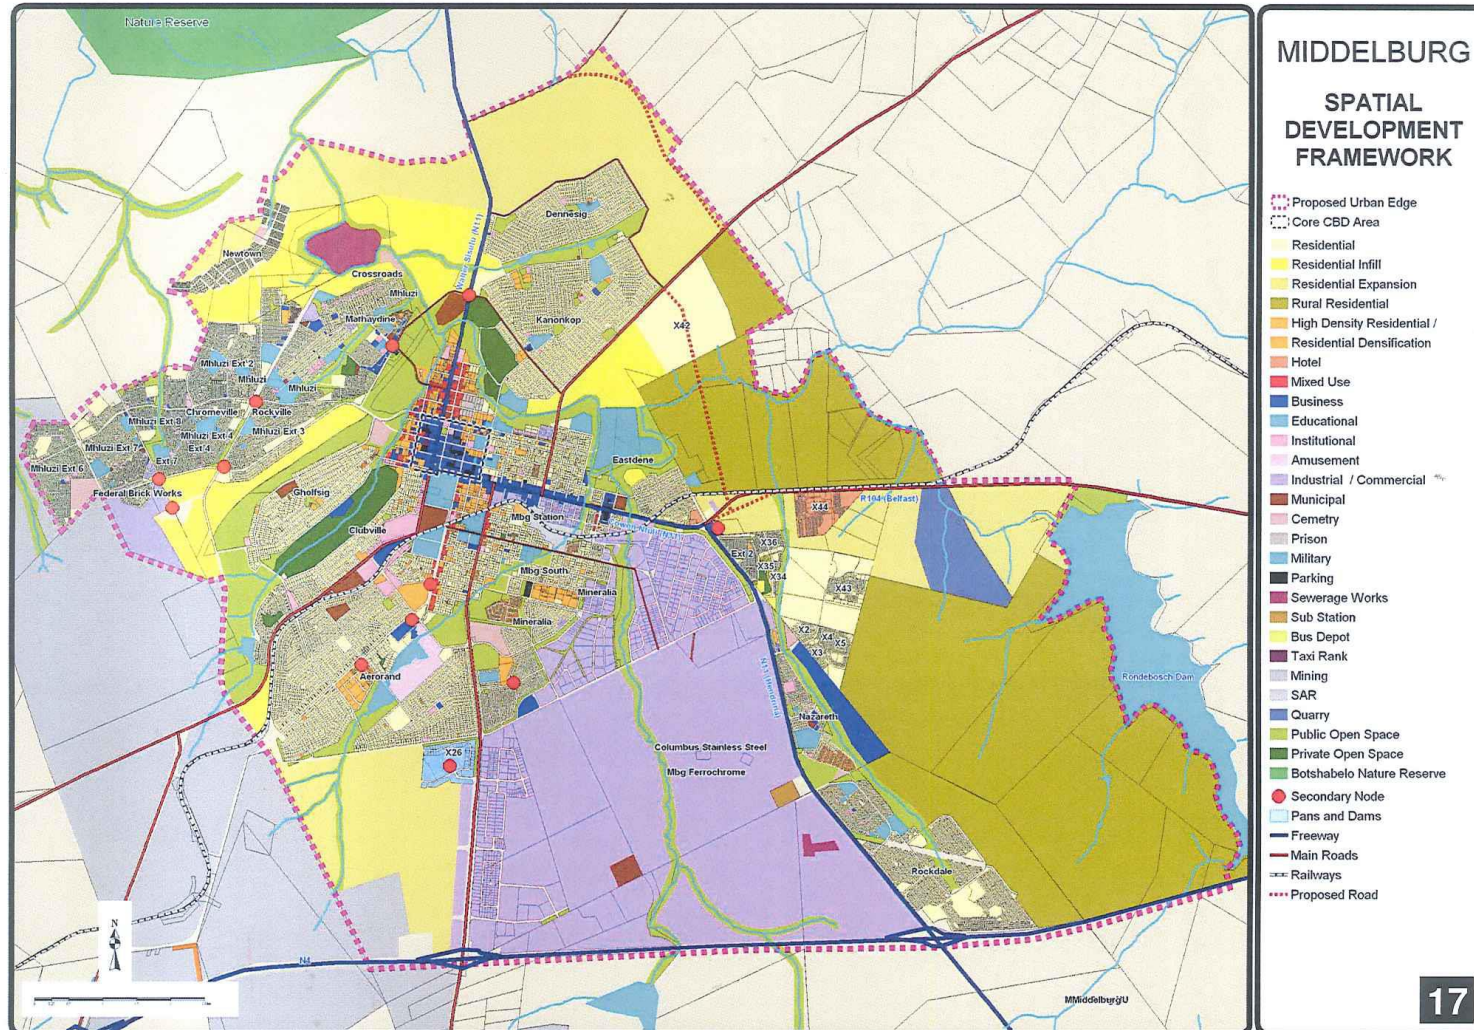 Nature Reserve
Newtown
Crossroads
Mhluzi
Mathaydine
Dennesig
Kanonkop
Walter Sisulu (N11)
X42
Mhluzi Ext 2
Mhluzi
Mhluzi
Chromeville
Rockville
Mhluzi Ext 8
Mhluzi Ext 4
Mhluzi Ext 3
Mhluzi Ext 7
Ext 4
Ext 7
Mhluzi Ext 6
Federal Brick Works
Gholfsig
Clubville
Eastdene
Mbg Station
R104 (Belfast)
X44
Ext 2
X36
X35
X34
Mbg South
Mineralia
Mineralia
X43
X2
X4
X5
X3
Aerorand
N11 (Hendrina)
Nazareth
Rondebosch Dam
X26
Columbus Stainless Steel
Mbg Ferrochrome
Rockdale
N4
N
MMiddelburg/U
MIDDELBURG
SPATIAL
DEVELOPMENT
FRAMEWORK
Proposed Urban Edge
Core CBD Area
Residential
Residential Infill
Residential Expansion
Rural Residential
High Density Residential /
Residential Densification
Hotel
Mixed Use
Business
Educational
Institutional
Amusement
Industrial / Commercial
Municipal
Cemetry
Prison
Military
Parking
Sewerage Works
Sub Station
Bus Depot
Taxi Rank
Mining
SAR
Quarry
Public Open Space
Private Open Space
Botshabelo Nature Reserve
Secondary Node
Pans and Dams
Freeway
Main Roads
Railways
Proposed Road
17